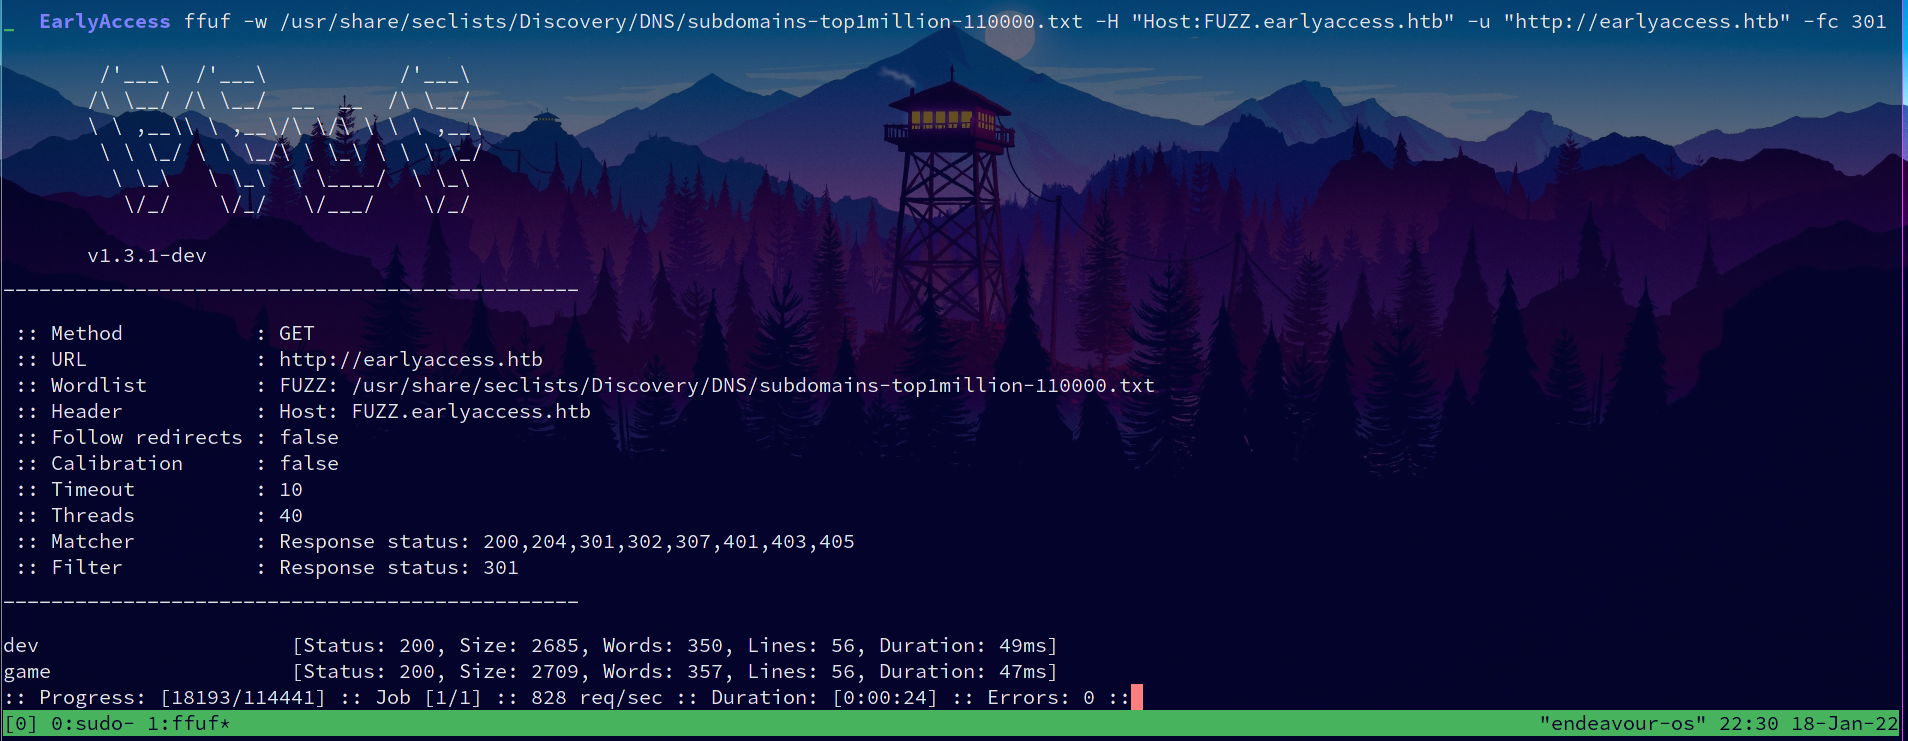 EarlyAccess ffuf -w /usr/share/seclists/Discovery/DNS/subdomains-top1million-110000.txt -H "Host:FUZZ.earlyaccess.htb" -u "http://earlyaccess.htb" -fc 301
        /'___\  /'___\           /'___\
       /\ \__/ /\ \__/  __  __  /\ \__/
       \ \ ,__\\ \ ,__\/\ \/\ \ \ \ ,__\
        \ \ \_/ \ \ \_/\ \ \_\ \ \ \ \_/
         \ \_\   \ \_\  \ \____/  \ \_\
          \/_/    \/_/   \/___/    \/_/
v1.3.1-dev
________________________________________________
:: Method           : GET
:: URL              : http://earlyaccess.htb
:: Wordlist         : FUZZ: /usr/share/seclists/Discovery/DNS/subdomains-top1million-110000.txt
:: Header           : Host: FUZZ.earlyaccess.htb
:: Follow redirects : false
:: Calibration      : false
:: Timeout          : 10
:: Threads          : 40
:: Matcher          : Response status: 200,204,301,302,307,401,403,405
:: Filter           : Response status: 301
________________________________________________
dev                     [Status: 200, Size: 2685, Words: 350, Lines: 56, Duration: 49ms]
game                    [Status: 200, Size: 2709, Words: 357, Lines: 56, Duration: 47ms]
:: Progress: [18193/114441] :: Job [1/1] :: 828 req/sec :: Duration: [0:00:24] :: Errors: 0 ::
[0] 0:sudo- 1:ffuf* "endeavour-os" 22:30 18-Jan-22